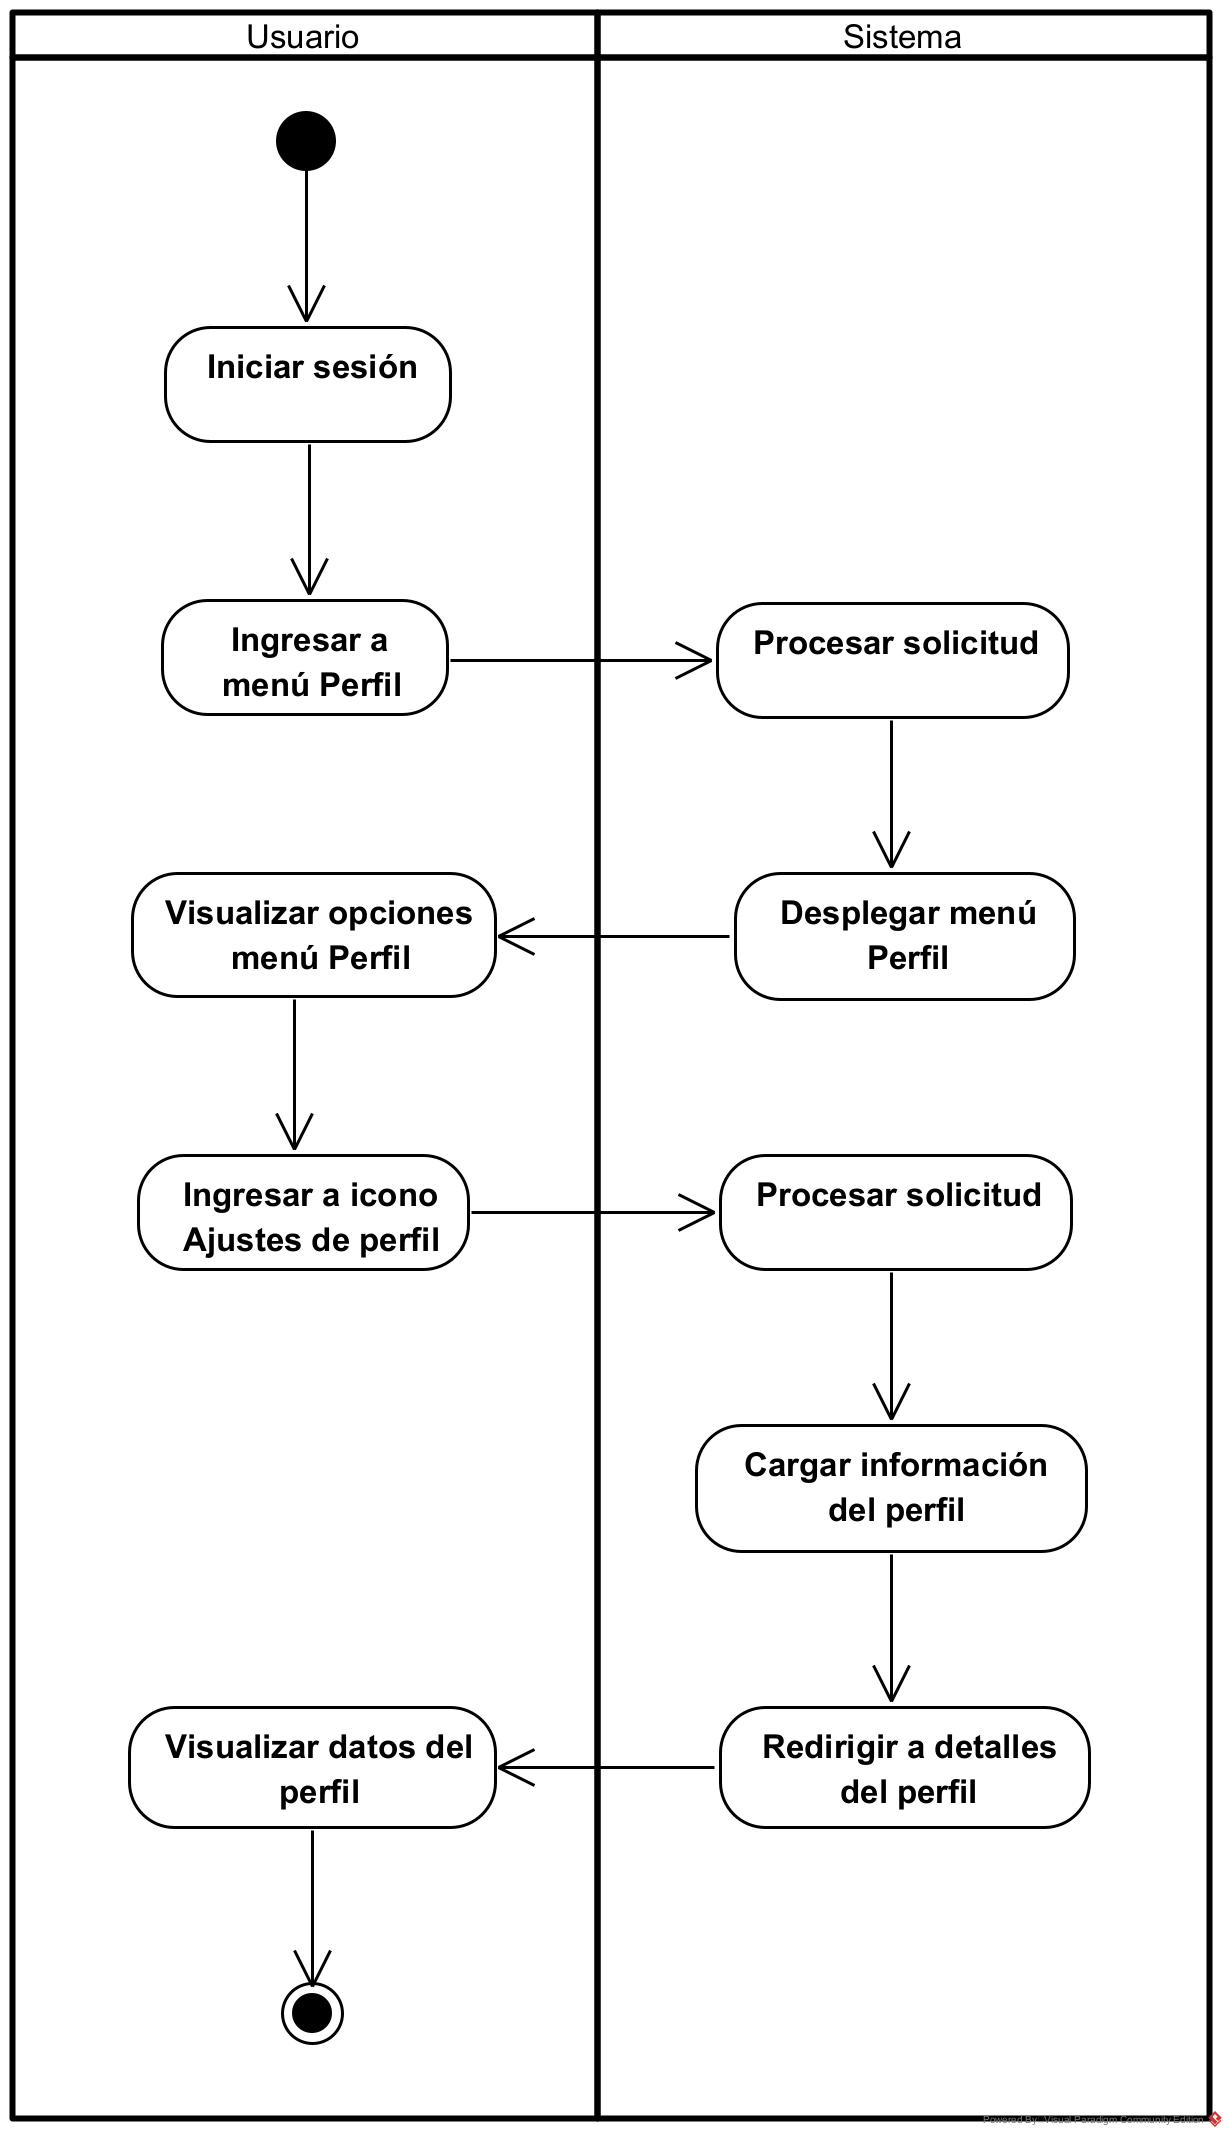 Usuario
Sistema
Iniciar sesión
Ingresar a
menú Perfil
Procesar solicitud
Desplegar menú
Perfil
Visualizar opciones
menú Perfil
Ingresar a icono
Ajustes de perfil
Procesar solicitud
Cargar información
del perfil
Redirigir a detalles
del perfil
Visualizar datos del
perfil
Powered By: Visual Paradigm Community Edition